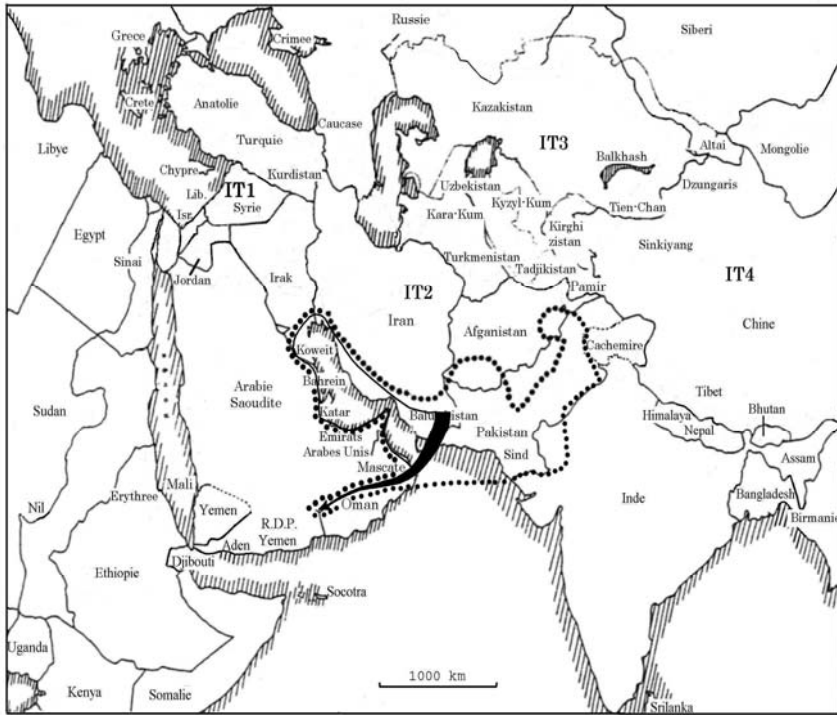 Russie
Siberi
Grece
Crimee
Crete
Anatolie
Kazakistan
Caucase
Turquie
IT3
Altai
Mongolie
Libye
Chypre
Kurdistan
Balkhash
Dzungaris
Lib.
IT1
Uzbekistan
Syrie
Kyzyl-Kum
Tien-Chan
Isr.
Kara-Kum
Kirghi
zistan
Egypt
Sinai
Sinkiyang
Turkmenistan
Tadjikistan
Jordan
Irak
IT2
Pamir
IT4
Iran
Afganistan
Chine
Koweit
Cachemire
Bahrein
Arabie
Saoudite
Tibet
Katar
Himalaya
Bhutan
Sudan
Emirats
Arabes Unis
Pakistan
Nepal
Sind
Assam
Mascate
Mali
Erythree
Bangladesh
Yemen
Oman
Inde
Nil
R.D.P.
Yemen
Birmanie
Aden
Djibouti
Ethiopie
Socotra
Uganda
1000 km
Kenya
Somalie
Srilanka